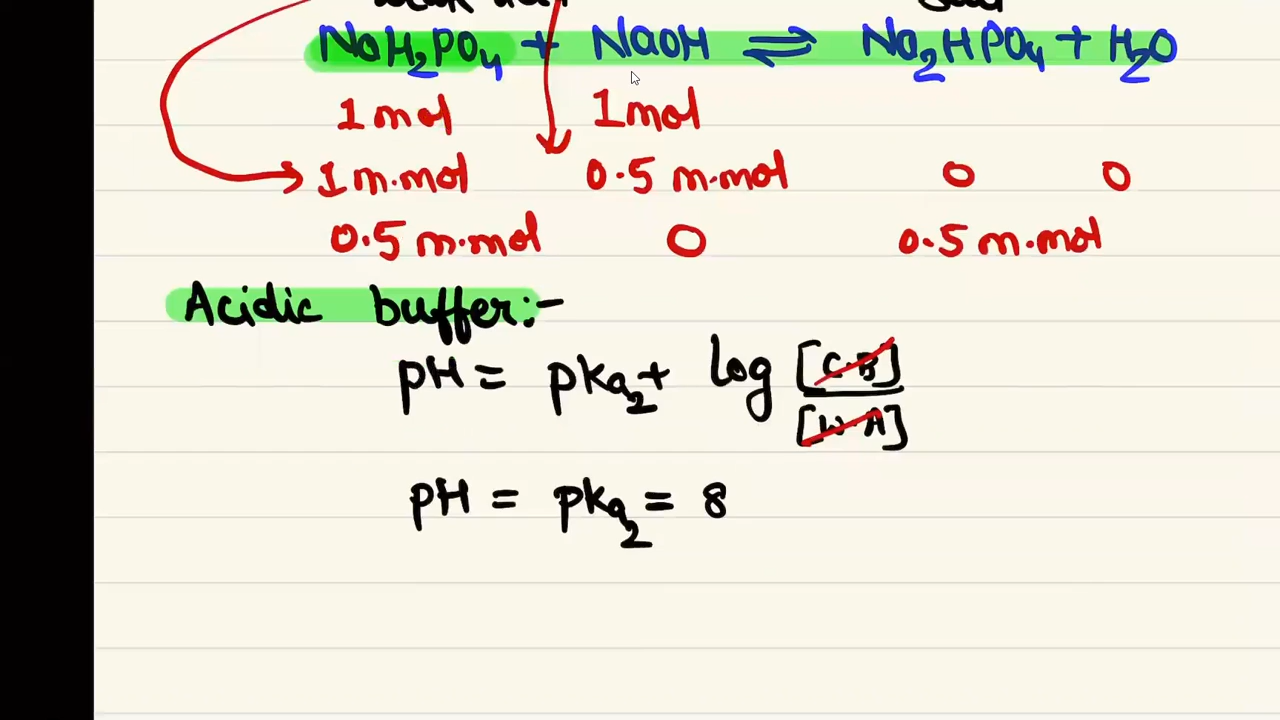 NaH2PO4 + NaOH ⇌ Na2HPO4 + H2O
1 mol 1 mol
1 m.mol 0.5 m.mol 0 0
0.5 m.mol 0 0.5 m.mol
Acidic buffer:-
pH = pka2 + log [C.B]/[W.A]
pH = pka2 = 8